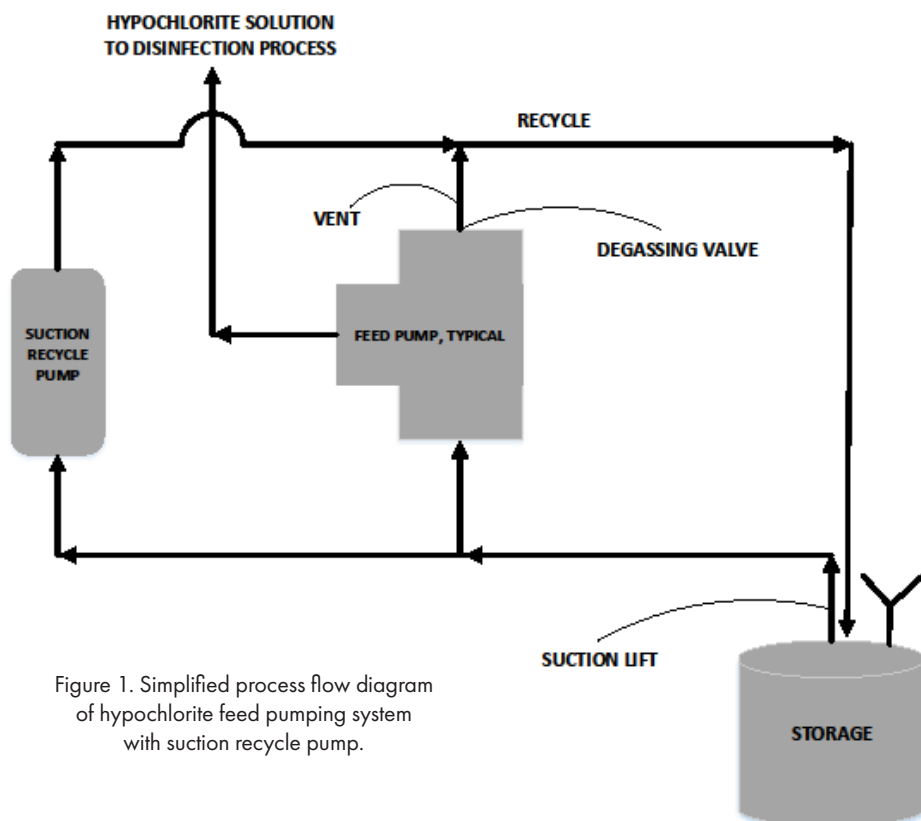 HYPOCHLORITE SOLUTION
TO DISINFECTION PROCESS
RECYCLE
VENT
DEGASSING VALVE
SUCTION
RECYCLE
PUMP
FEED PUMP, TYPICAL
SUCTION LIFT
Figure 1. Simplified process flow diagram
of hypochlorite feed pumping system
with suction recycle pump.
STORAGE